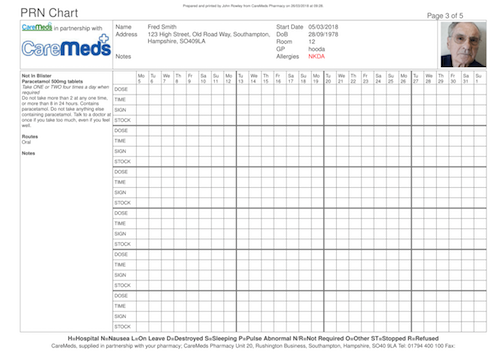 Prepared and printed by John Rowley from CareMeds Pharmacy on
PRN Chart
Page 3 of 5
CareMeds in partnership with
CareMeds
Name Fred Smith
Address 123 High Street, Old Road Way, Southampton,
Hampshire, SO409LA
Notes
Start Date 05/03/2018
DoB 28/09/1978
Room 12
GP hooda
Allergies NKDA
Mo Tu We Th Fr Sa Su Mo Tu We Th Fr Sa Su Mo Tu We Th Fr Sa Su Mo Tu We Th Fr Sa Su
5 6 7 8 9 10 11 12 13 14 15 16 17 18 19 20 21 22 23 24 25 26 27 28 29 30 31 1
Not in Blister
Paracetamol 500mg tablets
Take ONE or TWO four times a day when
required
Do not take more than 2 at any one time,
or more than 8 in 24 hours. Contains
paracetamol. Do not take anything else
containing paracetamol. Talk to a doctor at
once if you take too much, even if you feel
well.
Routes
Oral
Notes
DOSE
TIME
SIGN
STOCK
DOSE
TIME
SIGN
STOCK
DOSE
TIME
SIGN
STOCK
DOSE
TIME
SIGN
STOCK
DOSE
TIME
SIGN
STOCK
DOSE
TIME
SIGN
STOCK
H=Hospital N=Nausea L=On Leave D=Destroyed S=Sleeping P=Pulse Abnormal N/R=Not Required O=Other ST=Stopped R=Refused
CareMeds, supplied in partnership with your pharmacy; CareMeds Pharmacy Unit 20, Rushington Business, Southampton, Hampshire, SO40 9LA Tel: 01794 400 100 Fax: